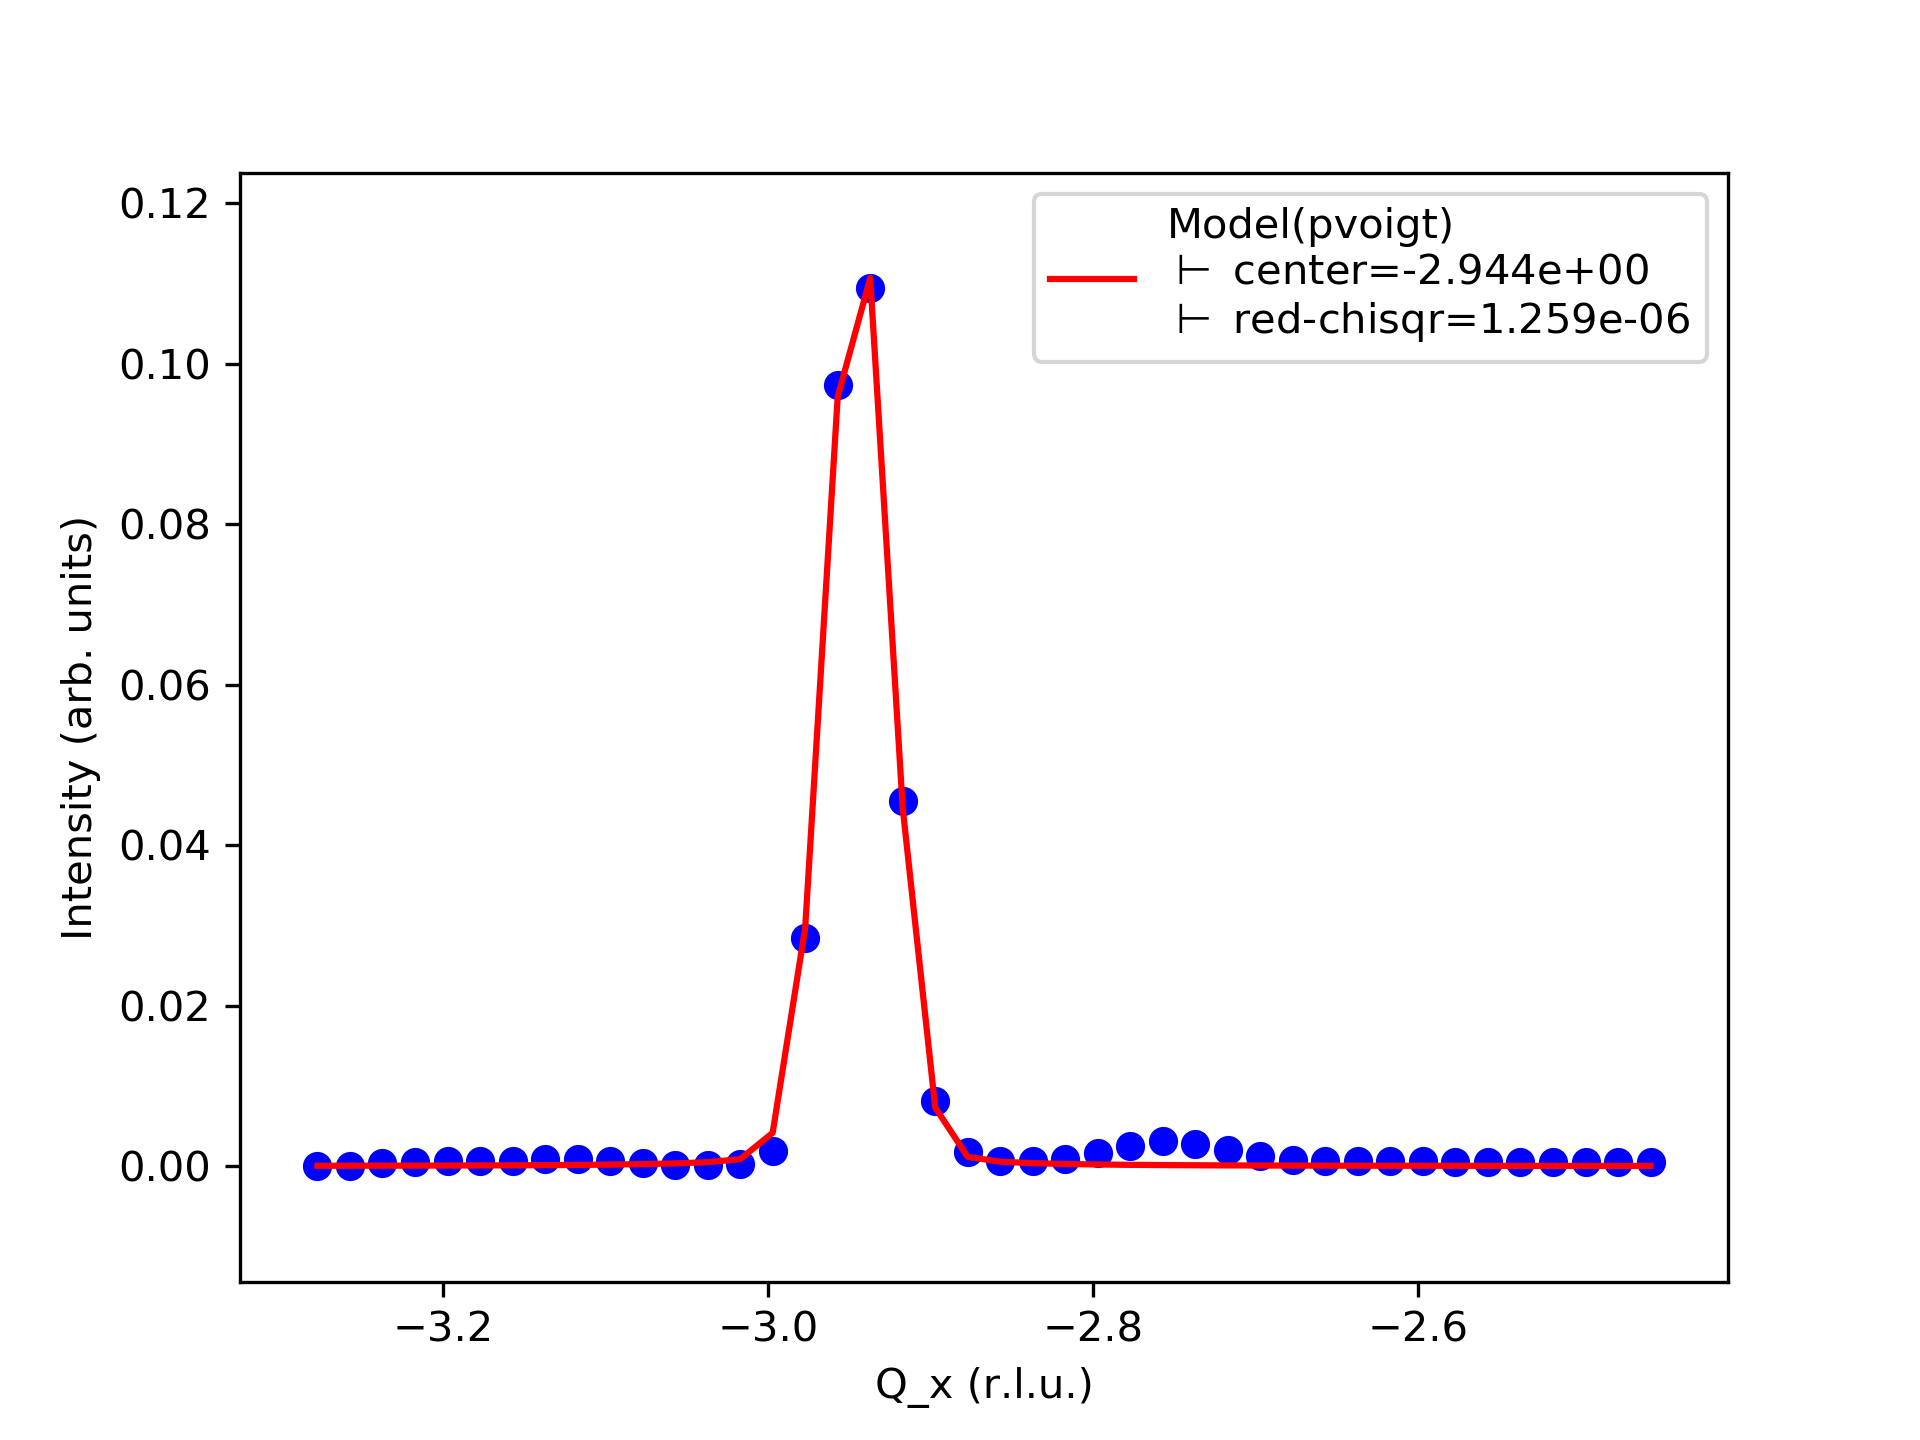 Model(pvoigt)
⊢ center=-2.944e+00
⊢ red-chisqr=1.259e-06
0.12
0.10
0.08
0.06
0.04
0.02
0.00
Intensity (arb. units)
−3.2 −3.0 −2.8 −2.6
Q_x (r.l.u.)